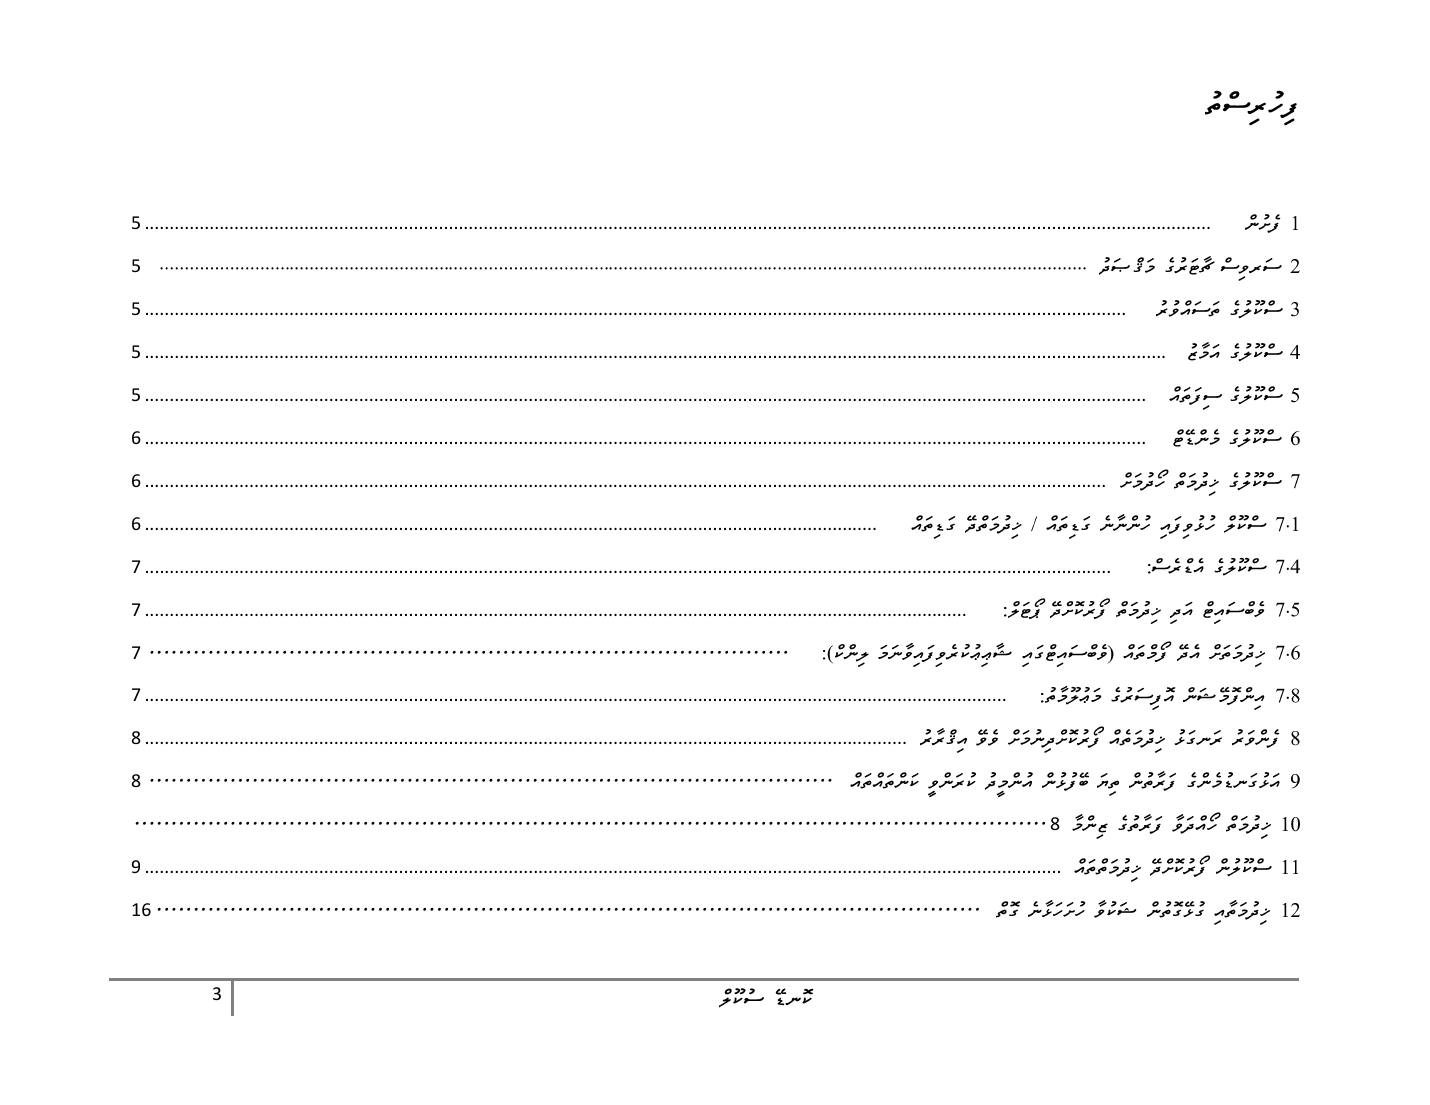 ފިހުރިސްތު
1 ފެށުން ........................................ 5
2 ސަރވިސް ޗާޓަރުގެ މަޤްޞަދު ........................................ 5
3 ސްކޫލުގެ ތަސައްވުރު ........................................ 5
4 ސްކޫލުގެ އަމާޒު ........................................ 5
5 ސްކޫލުގެ ސިފަތައް ........................................ 5
6 ސްކޫލުގެ މެންޑޭޓް ........................................ 6
7 ސްކޫލުގެ ޚިދުމަތް ހޯދުމަށް ........................................ 6
7.1 ސްކޫލް ހުޅުވިފައި ހުންނާނެ ގަޑިތައް / ޚިދުމަތްދޭ ގަޑިތައް ........................................ 6
7.4 ސްކޫލުގެ އެޑްރެސް: ........................................ 7
7.5 ވެބްސައިޓް އަދި ޚިދުމަތް ފޯރުކޮށްދޭ ޕޯޓަލް: ........................................ 7
7.6 ޚިދުމަތަށް އެދޭ ފޯމްތައް (ވެބްސައިޓްގައި ޝާއިޢުކުރެވިފައިވާނަމަ ލިންކް): ........................................ 7
7.8 އިންފޮމޭޝަން އޮފިސަރުގެ މަޢުލޫމާތު: ........................................ 7
8 ފެންވަރު ރަނގަޅު ޚިދުމަތެއް ފޯރުކޮށްދިނުމަށް ވެވޭ އިޤްރާރު ........................................ 8
9 އަޅުގަނޑުމެންގެ ފަރާތުން ތިޔަ ބޭފުޅުން އުންމީދު ކުރަންވީ ކަންތައްތައް ........................................ 8
10 ޚިދުމަތް ހޯއްދަވާ ފަރާތުގެ ޒިންމާ 8 ........................................
11 ސްކޫލުން ފޯރުކޮށްދޭ ޚިދުމަތްތައް ........................................ 9
12 ޚިދުމަތާއި ގުޅޭގޮތުން ޝަކުވާ ހުށަހަޅާނެ ގޮތް ........................................ 16
ކޮނޑޭ ސުކޫލް
3